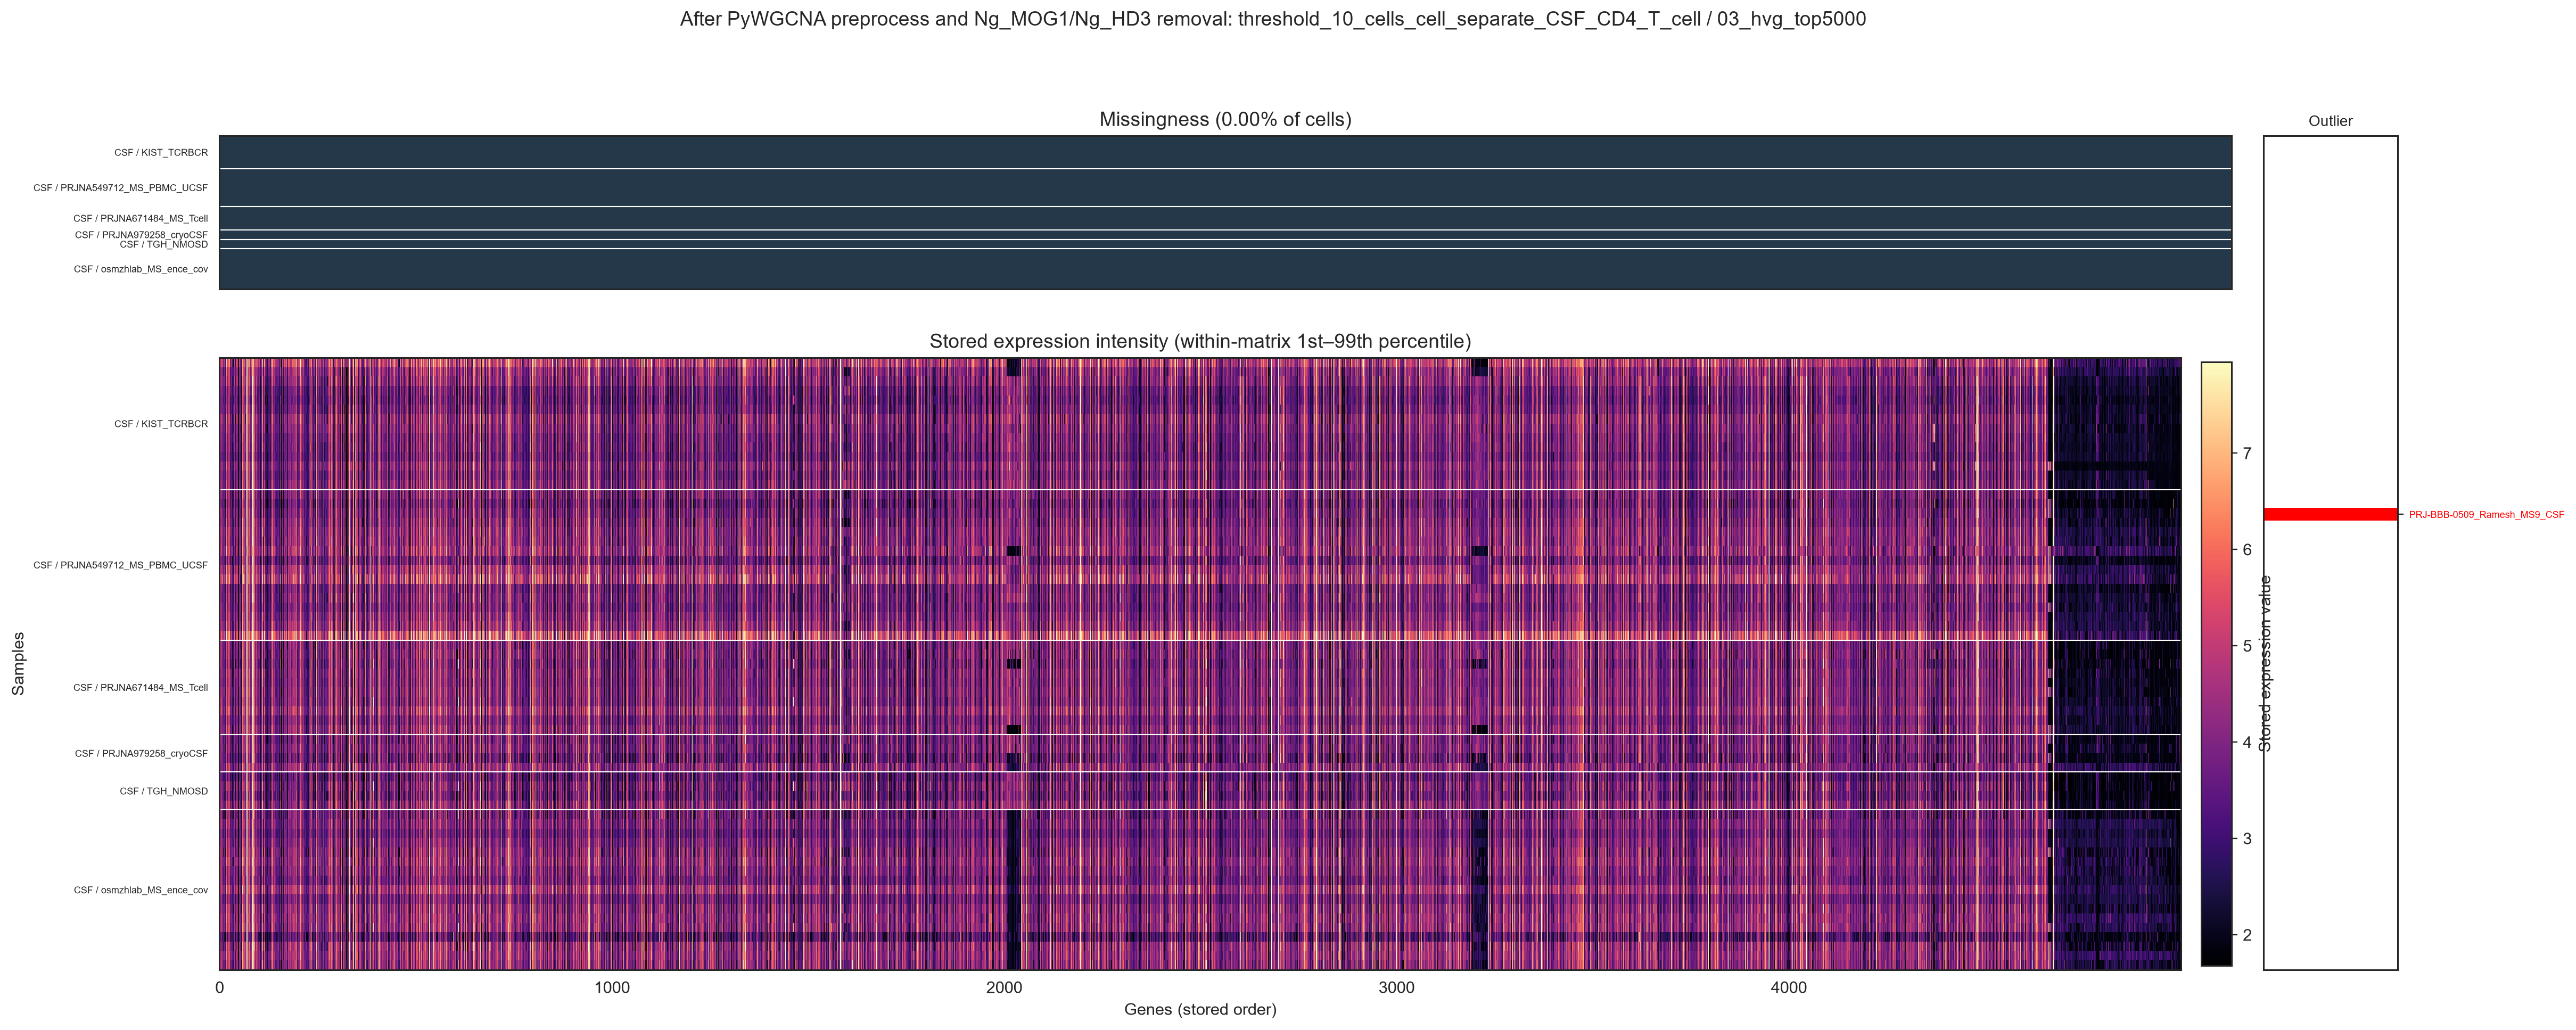 After PyWGCNA preprocess and Ng_MOG1/Ng_HD3 removal: threshold_10_cells_cell_separate_CSF_CD4_T_cell / 03_hvg_top5000
Missingness (0.00% of cells)
Outlier
CSF / KIST_TCRBCR
CSF / PRJNA549712_MS_PBMC_UCSF
CSF / PRJNA671484_MS_Tcell
CSF / PRJNA979258_cryoCSF
CSF / TGH_NMOSD
CSF / osmzhlab_MS_ence_cov
Stored expression intensity (within-matrix 1st–99th percentile)
CSF / KIST_TCRBCR
CSF / PRJNA549712_MS_PBMC_UCSF
CSF / PRJNA671484_MS_Tcell
CSF / PRJNA979258_cryoCSF
CSF / TGH_NMOSD
CSF / osmzhlab_MS_ence_cov
Samples
0
1000
2000
3000
4000
Genes (stored order)
7
6
5
4
3
2
Stored expression value
PRJ-BBB-0509_Ramesh_MS9_CSF